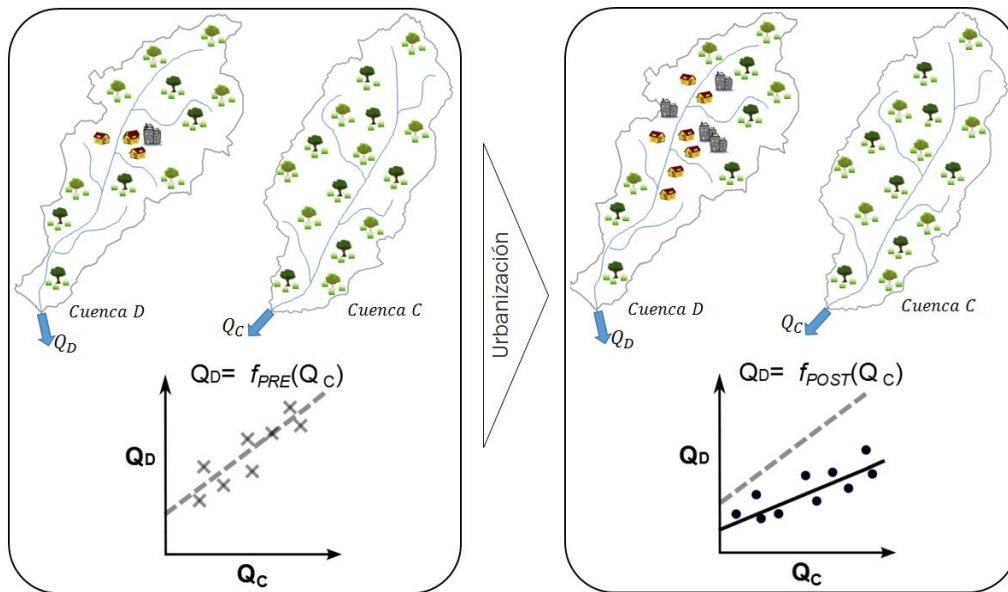 Cuenca D
Cuenca C
Q_D
Q_C
Q_D= f_PRE(Q_C)
Q_D
Q_C
Urbanización
Cuenca D
Cuenca C
Q_D
Q_C
Q_D= f_POST(Q_C)
Q_D
Q_C